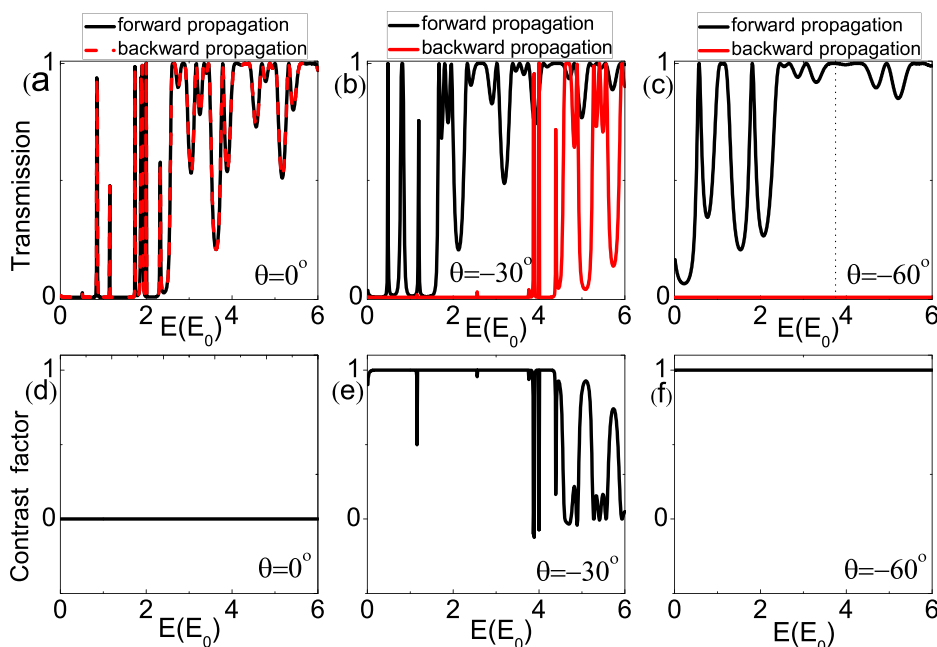 forward propagation forward propagation forward propagation
backward propagation backward propagation backward propagation
(a (b) (c)
1 1 1
Transmission
θ=0° θ=−30° θ=−60°
0 0 0
0 2 4 6 0 2 4 6 0 2 4 6
E(E₀) E(E₀) E(E₀)
(d) (e) (f)
1 1 1
Contrast factor
0 0 0
θ=0° θ=−30° θ=−60°
0 2 4 6 0 2 4 6 0 2 4 6
E(E₀) E(E₀) E(E₀)